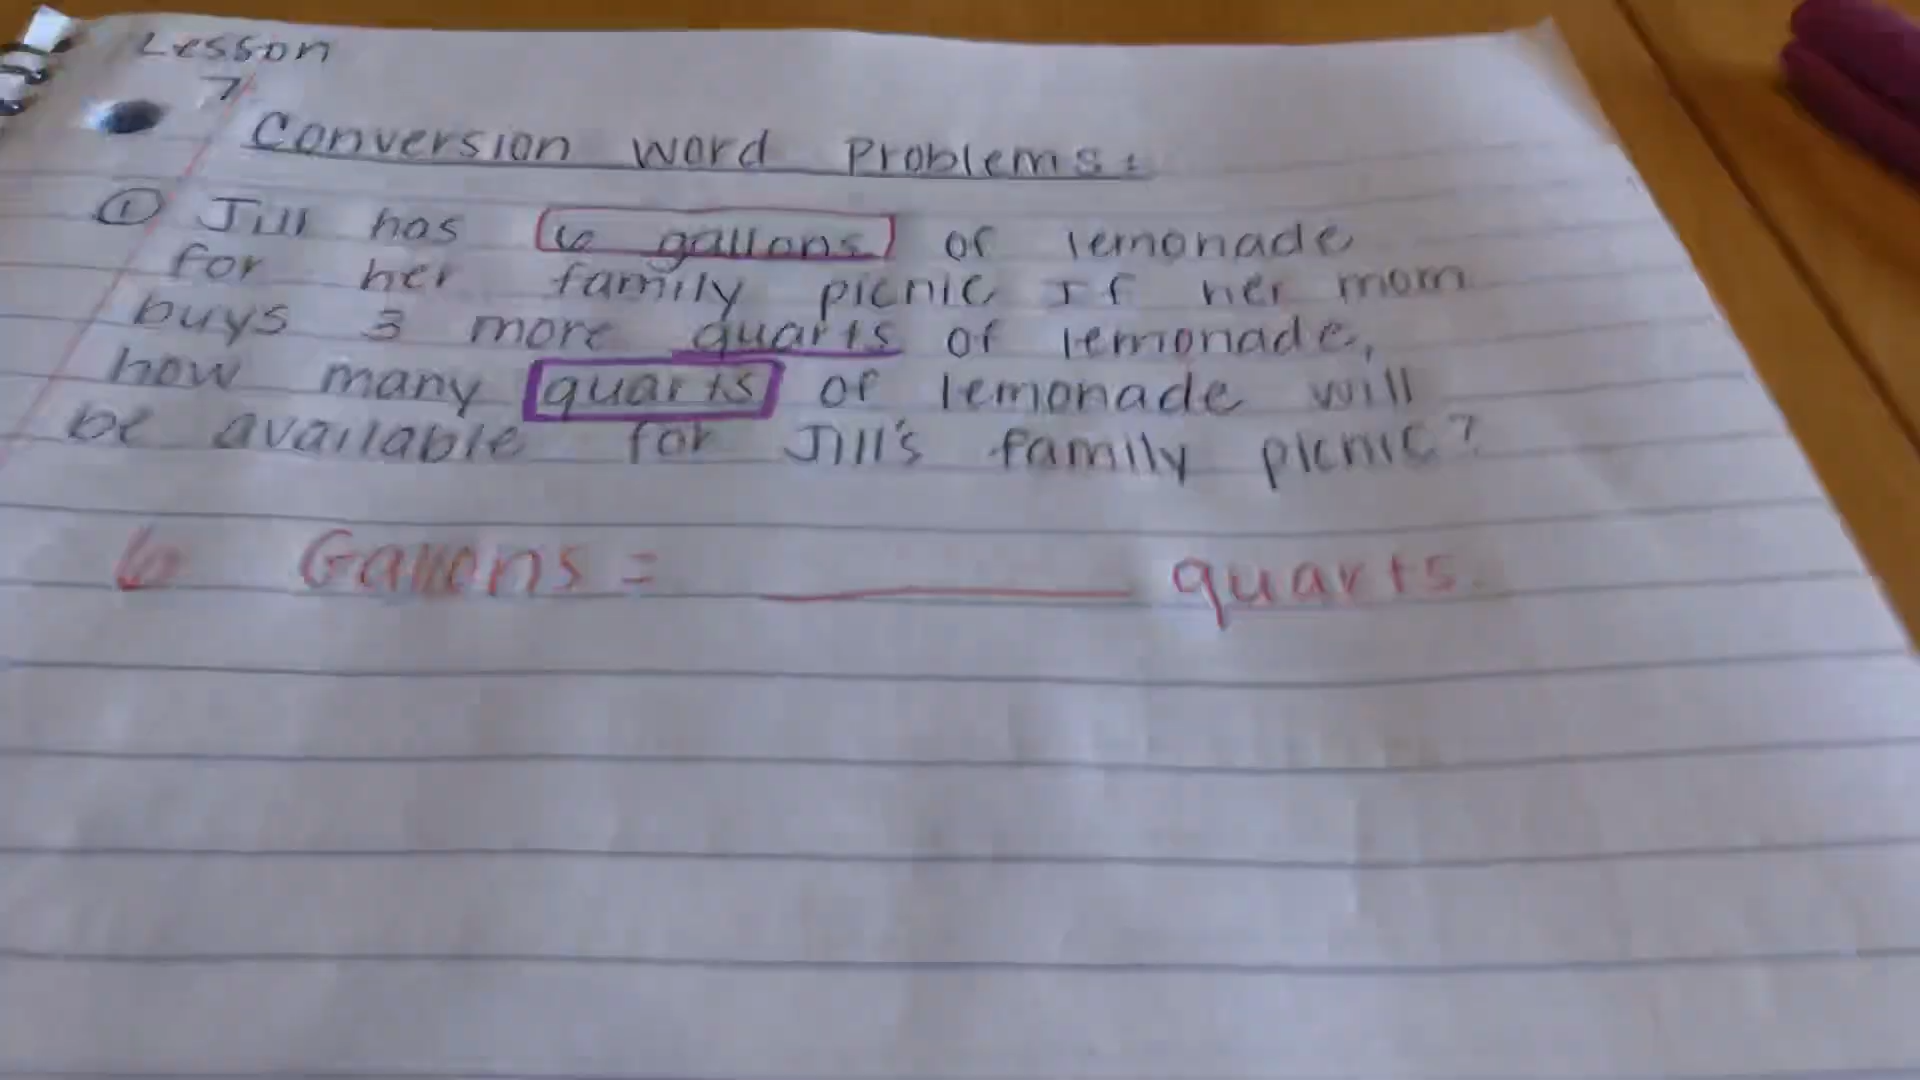 Lesson
7
Conversion Word Problems:
① Jill has 6 gallons of lemonade
for her family picnic If her mom
buys 3 more quarts of lemonade,
how many quarts of lemonade will
be available for Jill's family picnic?
6 Gallons = ________ quarts.